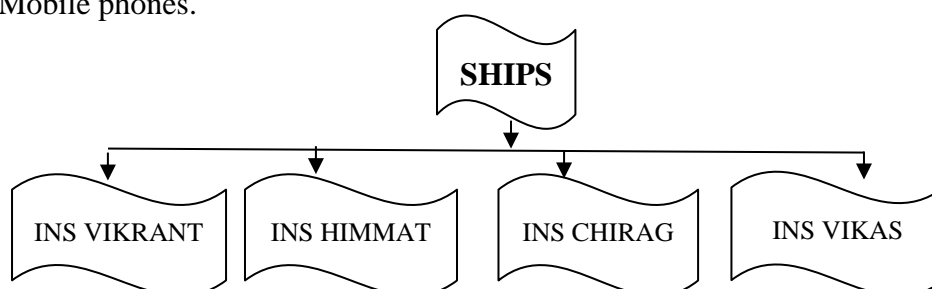 Mobile phones.
SHIPS
INS VIKRANT INS HIMMAT INS CHIRAG INS VIKAS